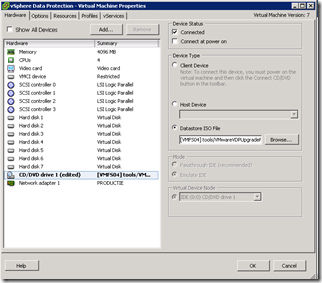 vSphere Data Protection - Virtual Machine Properties
Hardware Options Resources Profiles vServices
Virtual Machine Version: 7
Show All Devices Add... Remove
Hardware Summary
Memory 4096 MB
CPUs 4
Video card Video card
VMCI device Restricted
SCSI controller 0 LSI Logic Parallel
SCSI controller 1 LSI Logic Parallel
SCSI controller 2 LSI Logic Parallel
SCSI controller 3 LSI Logic Parallel
Hard disk 1 Virtual Disk
Hard disk 2 Virtual Disk
Hard disk 3 Virtual Disk
Hard disk 4 Virtual Disk
Hard disk 5 Virtual Disk
Hard disk 6 Virtual Disk
Hard disk 7 Virtual Disk
CD/DVD drive 1 (edited) [VMFS04] tools/VM...
Network adapter 1 PRODUCTIE
Device Status
Connected
Connect at power on
Device Type
Client Device
Note: To connect this device, you must power on the
virtual machine and then click the Connect CD/DVD
button in the toolbar.
Host Device
Datastore ISO File
[VMFS04] tools/VMwareVDPUpgrade Browse...
Mode
Passthrough IDE (recommended)
Emulate IDE
Virtual Device Node
IDE (0:0) CD/DVD drive 1
Help OK Cancel